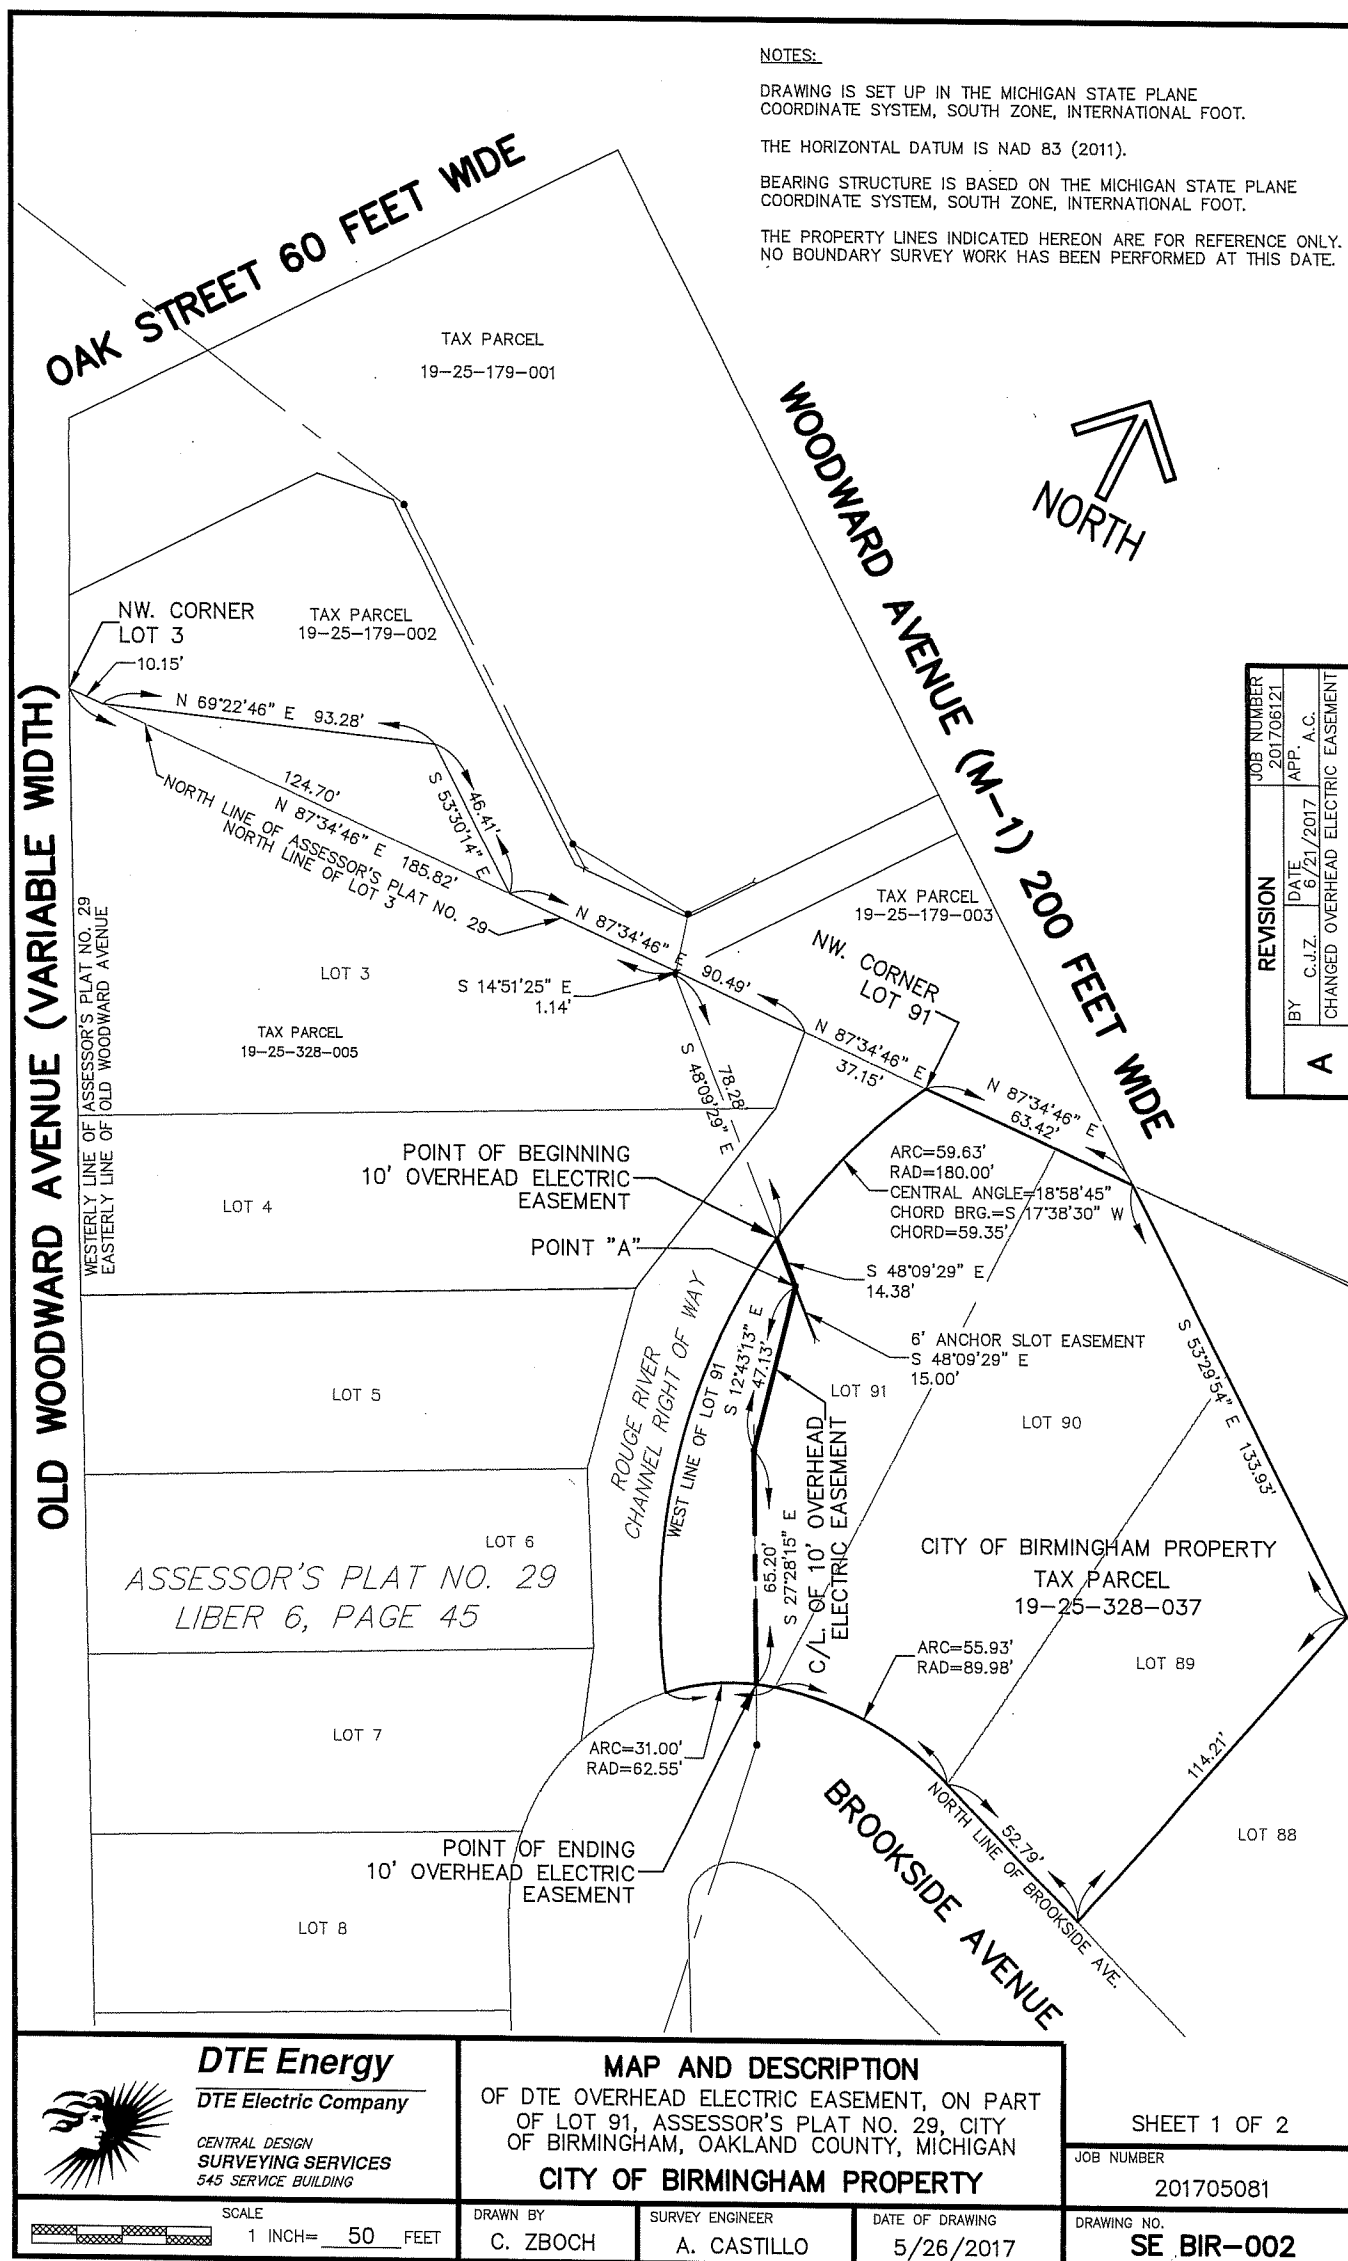 NOTES:
DRAWING IS SET UP IN THE MICHIGAN STATE PLANE
COORDINATE SYSTEM, SOUTH ZONE, INTERNATIONAL FOOT.
THE HORIZONTAL DATUM IS NAD 83 (2011).
BEARING STRUCTURE IS BASED ON THE MICHIGAN STATE PLANE
COORDINATE SYSTEM, SOUTH ZONE, INTERNATIONAL FOOT.
THE PROPERTY LINES INDICATED HEREON ARE FOR REFERENCE ONLY.
NO BOUNDARY SURVEY WORK HAS BEEN PERFORMED AT THIS DATE.
OAK STREET 60 FEET WIDE
TAX PARCEL
19-25-179-001
WOODWARD AVENUE (M-1) 200 FEET WIDE
NORTH
NW. CORNER
LOT 3
TAX PARCEL
19-25-179-002
10.15'
N 69°22'46" E 93.28'
124.70'
N 87°34'46" E 185.82'
NORTH LINE OF ASSESSOR'S PLAT NO. 29
NORTH LINE OF LOT 3
46.41'
S 53°30'14" E
OLD WOODWARD AVENUE (VARIABLE WIDTH)
WESTERLY LINE OF ASSESSOR'S PLAT NO. 29
EASTERLY LINE OF OLD WOODWARD AVENUE
REVISION
JOB NUMBER
201706121
BY C.J.Z.
DATE 6/21/2017
APP. A.C.
A
CHANGED OVERHEAD ELECTRIC EASEMENT
TAX PARCEL
19-25-179-003
N 87°34'46" E
90.49'
NW. CORNER
LOT 91
LOT 3
S 14°51'25" E
1.14'
TAX PARCEL
19-25-328-005
N 87°34'46" E
37.15'
78.28'
S 48°09'29" E
N 87°34'46" E
63.42'
POINT OF BEGINNING
10' OVERHEAD ELECTRIC
EASEMENT
ARC=59.63'
RAD=180.00'
CENTRAL ANGLE=18°58'45"
CHORD BRG.=S 17°38'30" W
CHORD=59.35'
LOT 4
POINT "A"
S 48°09'29" E
14.38'
6' ANCHOR SLOT EASEMENT
S 48°09'29" E
15.00'
ROUGE RIVER
CHANNEL RIGHT OF WAY
WEST LINE OF LOT 91
S 12°43'13" E
47.13'
S 53°29'54" E 133.93'
LOT 5
LOT 91
LOT 90
C/L. OF 10' OVERHEAD
ELECTRIC EASEMENT
65.20'
S 27°28'15" E
LOT 6
ASSESSOR'S PLAT NO. 29
LIBER 6, PAGE 45
CITY OF BIRMINGHAM PROPERTY
TAX PARCEL
19-25-328-037
ARC=55.93'
RAD=89.98'
LOT 89
LOT 7
ARC=31.00'
RAD=62.55'
114.21'
BROOKSIDE AVENUE
NORTH LINE OF BROOKSIDE AVE.
52.79'
LOT 88
POINT OF ENDING
10' OVERHEAD ELECTRIC
EASEMENT
LOT 8
DTE Energy
DTE Electric Company
CENTRAL DESIGN
SURVEYING SERVICES
545 SERVICE BUILDING
MAP AND DESCRIPTION
OF DTE OVERHEAD ELECTRIC EASEMENT, ON PART
OF LOT 91, ASSESSOR'S PLAT NO. 29, CITY
OF BIRMINGHAM, OAKLAND COUNTY, MICHIGAN
CITY OF BIRMINGHAM PROPERTY
SHEET 1 OF 2
JOB NUMBER
201705081
SCALE
1 INCH= 50 FEET
DRAWN BY
C. ZBOCH
SURVEY ENGINEER
A. CASTILLO
DATE OF DRAWING
5/26/2017
DRAWING NO.
SE BIR-002